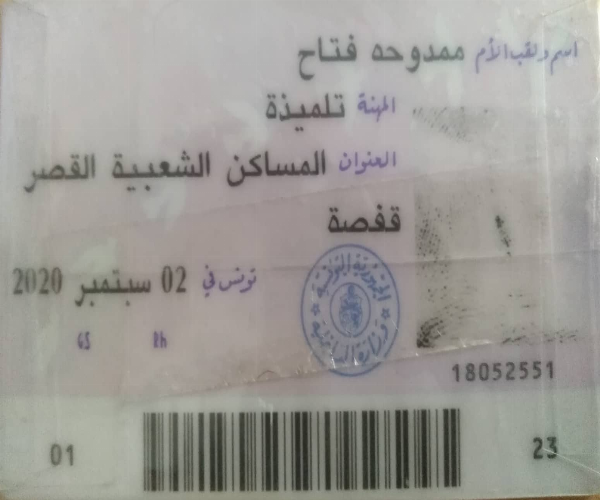 اسم ولقب الأم ممدوحه فتاح
المهنة تلميذة
العنوان المساكن الشعبية القصر
قفصة
تونس في 02 سبتمبر 2020
GS Rh
الجمهورية التونسية
وزارة الداخلية
18052551
01 23